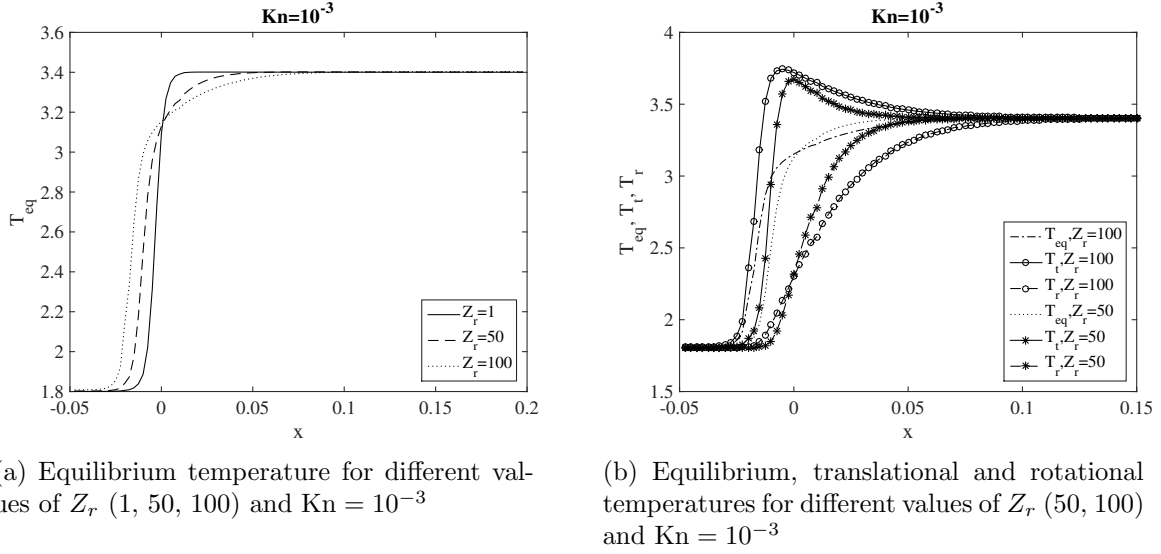 Kn=10⁻³
3.6
3.4
3.2
3
2.8
2.6
2.4
2.2
2
1.8
T_eq
-0.05 0 0.05 0.1 0.15 0.2
x
Z_r=1
Z_r=50
Z_r=100
(a) Equilibrium temperature for different val-
ues of Z_r (1, 50, 100) and Kn = 10⁻³
Kn=10⁻³
4
3.5
3
2.5
2
1.5
T_eq, T_t, T_r
-0.05 0 0.05 0.1 0.15
x
T_eq,Z_r=100
T_t,Z_r=100
T_r,Z_r=100
T_eq,Z_r=50
T_t,Z_r=50
T_r,Z_r=50
(b) Equilibrium, translational and rotational
temperatures for different values of Z_r (50, 100)
and Kn = 10⁻³